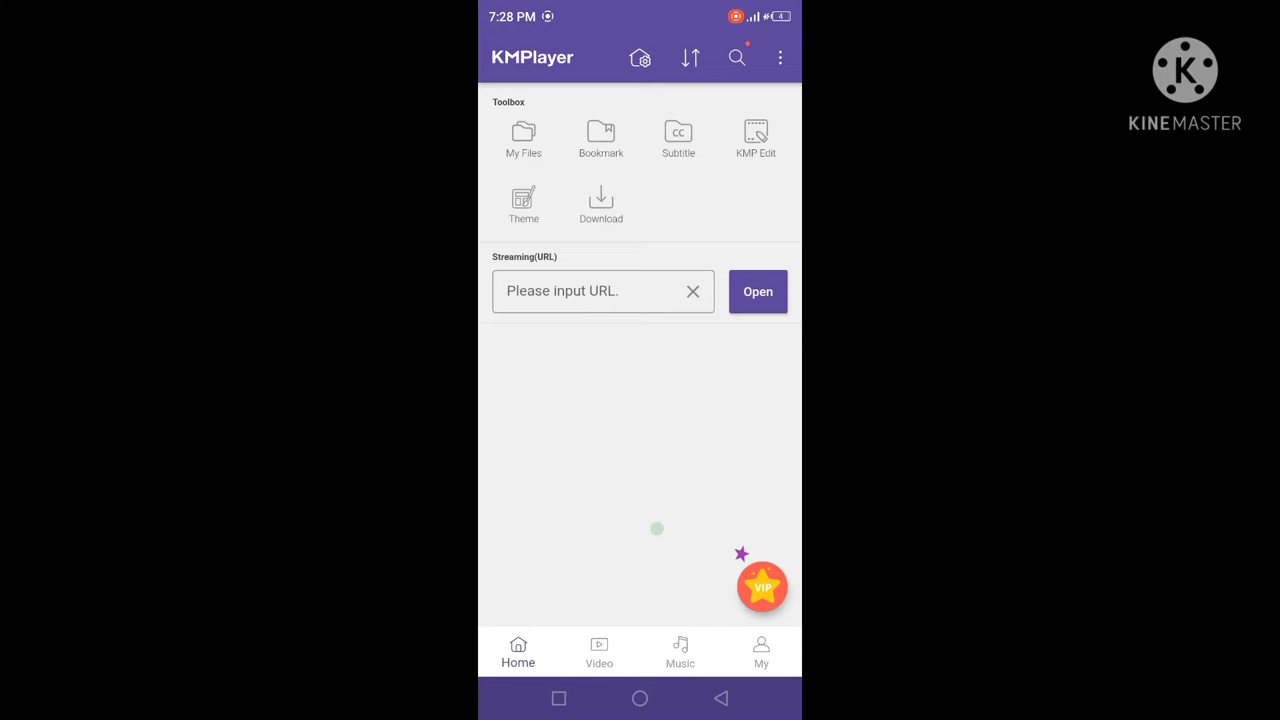 7:28 PM
4
KMPlayer
K
KINEMASTER
Toolbox
My Files
Bookmark
CC
Subtitle
KMP Edit
Theme
Download
Streaming(URL)
Please input URL.
Open
VIP
Home
Video
Music
My